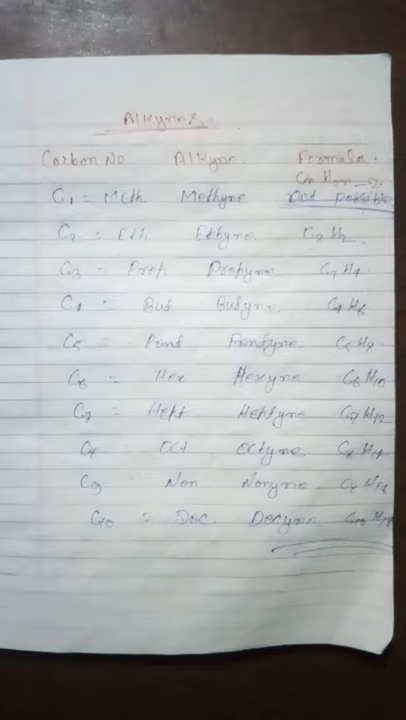 Alkynes.
Carbon No Alkyne. Formula.
CnH2n-2
C1 = Meth Methyne not possible
C2 = Eth Ethyne C2H2
C3 = Prop Propyne C3H4
C4 = But Butyne C4H6
C5 = Pent Pentyne C5H8
C6 = Hex Hexyne C6H10
C7 = Hept Heptyne C7H12
C8 = Oct Octyne C8H14
C9 Non Nonyne
C10 = Dec. Decyne C10H18